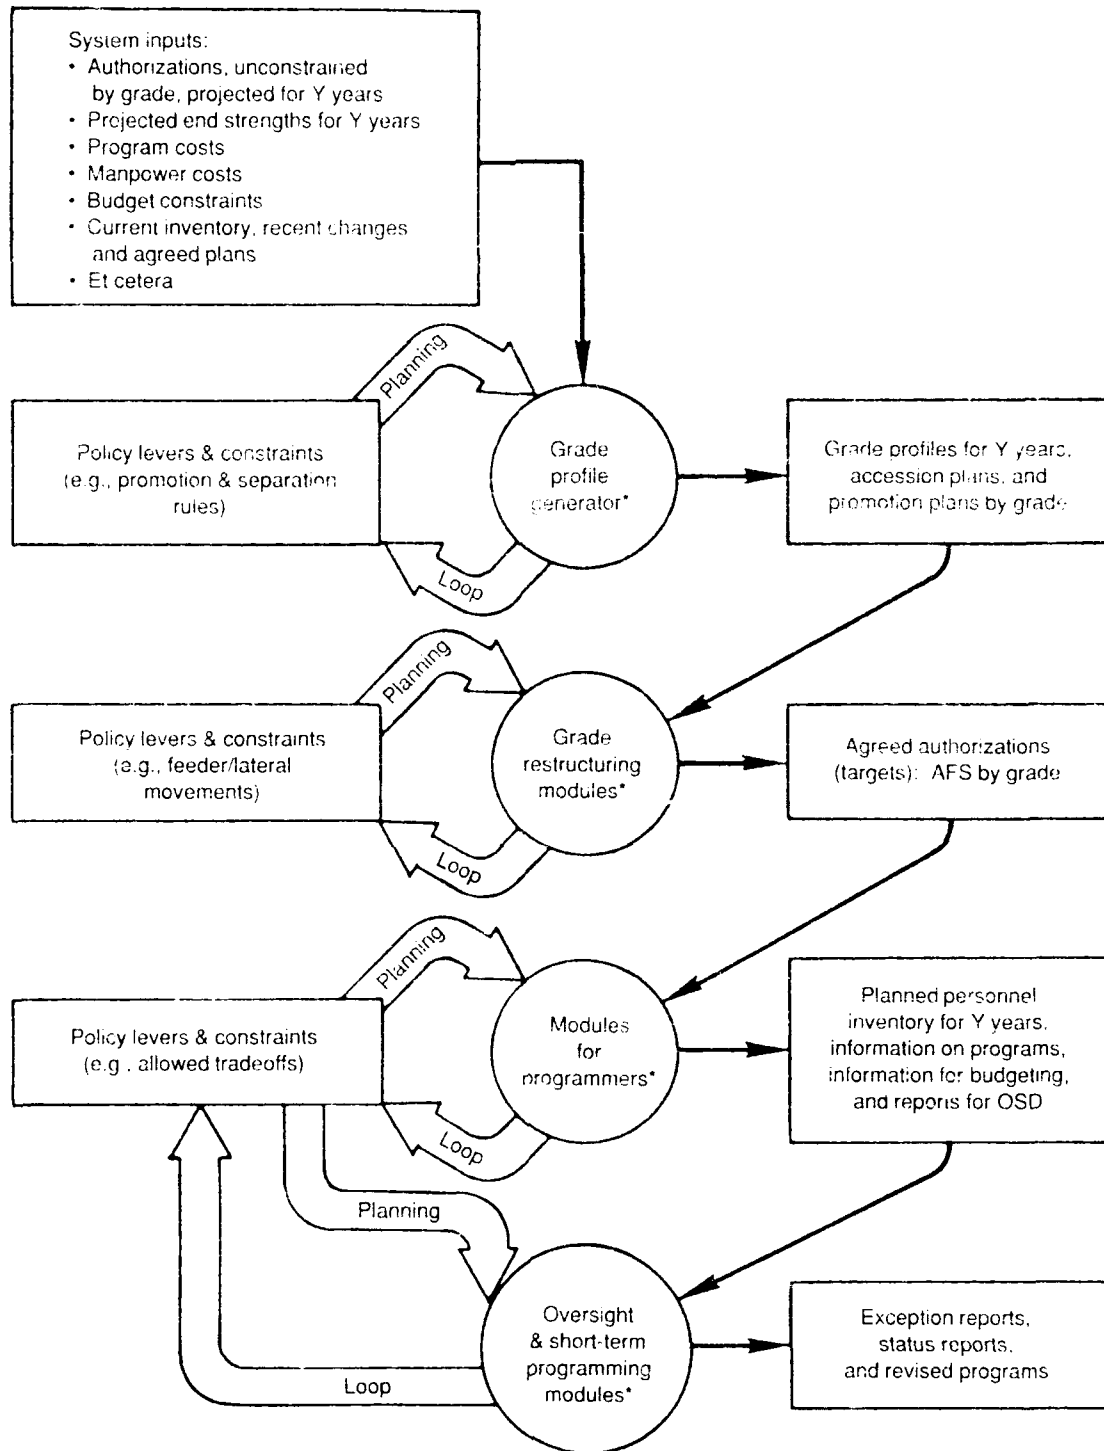 System inputs:
• Authorizations, unconstrained
by grade, projected for Y years
• Projected end strengths for Y years
• Program costs
• Manpower costs
• Budget constraints
• Current inventory, recent changes
and agreed plans
• Et cetera
Planning
Policy levers & constraints
(e.g., promotion & separation
rules)
Grade
profile
generator*
Grade profiles for Y years,
accession plans, and
promotion plans by grade
Loop
Planning
Policy levers & constraints
(e.g., feeder/lateral
movements)
Grade
restructuring
modules*
Agreed authorizations
(targets): AFS by grade
Loop
Planning
Policy levers & constraints
(e.g., allowed tradeoffs)
Modules
for
programmers*
Planned personnel
inventory for Y years,
information on programs,
information for budgeting,
and reports for OSD
Loop
Planning
Oversight
& short-term
programming
modules*
Exception reports,
status reports,
and revised programs
Loop